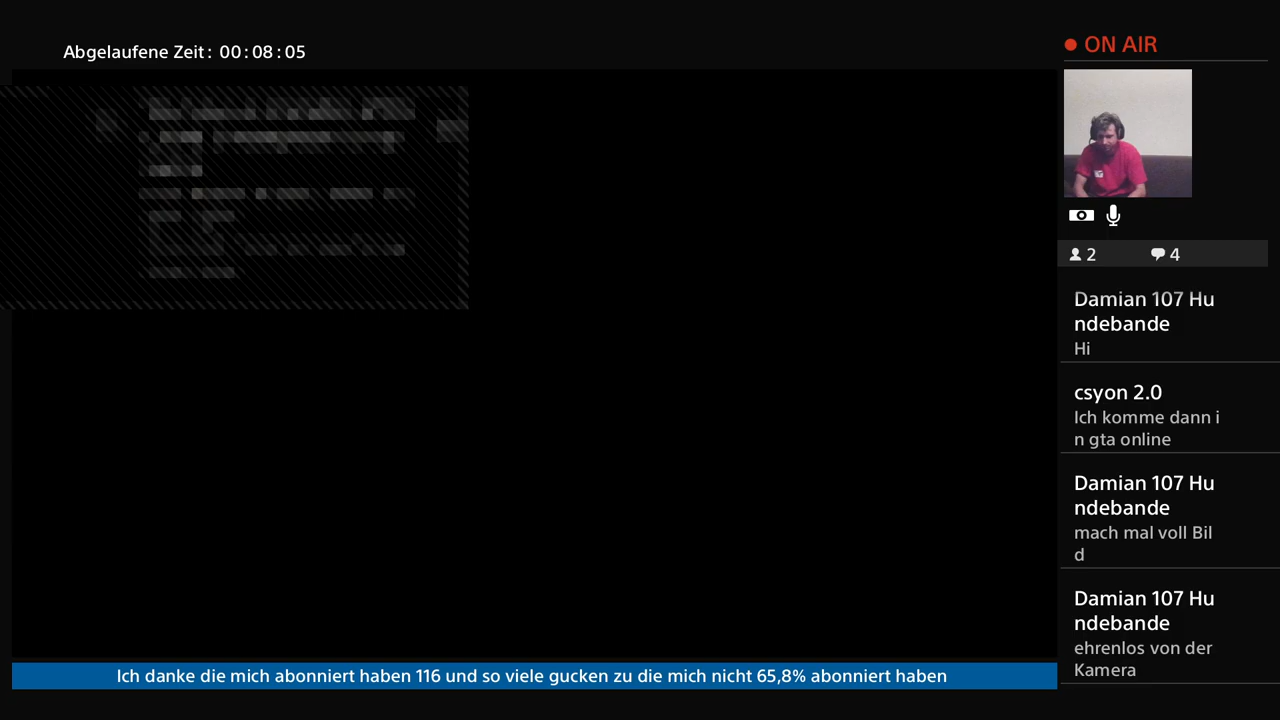 Abgelaufene Zeit: 00:08:05
ON AIR
2
4
Damian 107 Hu
ndebande
Hi
csyon 2.0
Ich komme dann i
n gta online
Damian 107 Hu
ndebande
mach mal voll Bil
d
Damian 107 Hu
ndebande
ehrenlos von der
Kamera
Ich danke die mich abonniert haben 116 und so viele gucken zu die mich nicht 65,8% abonniert haben